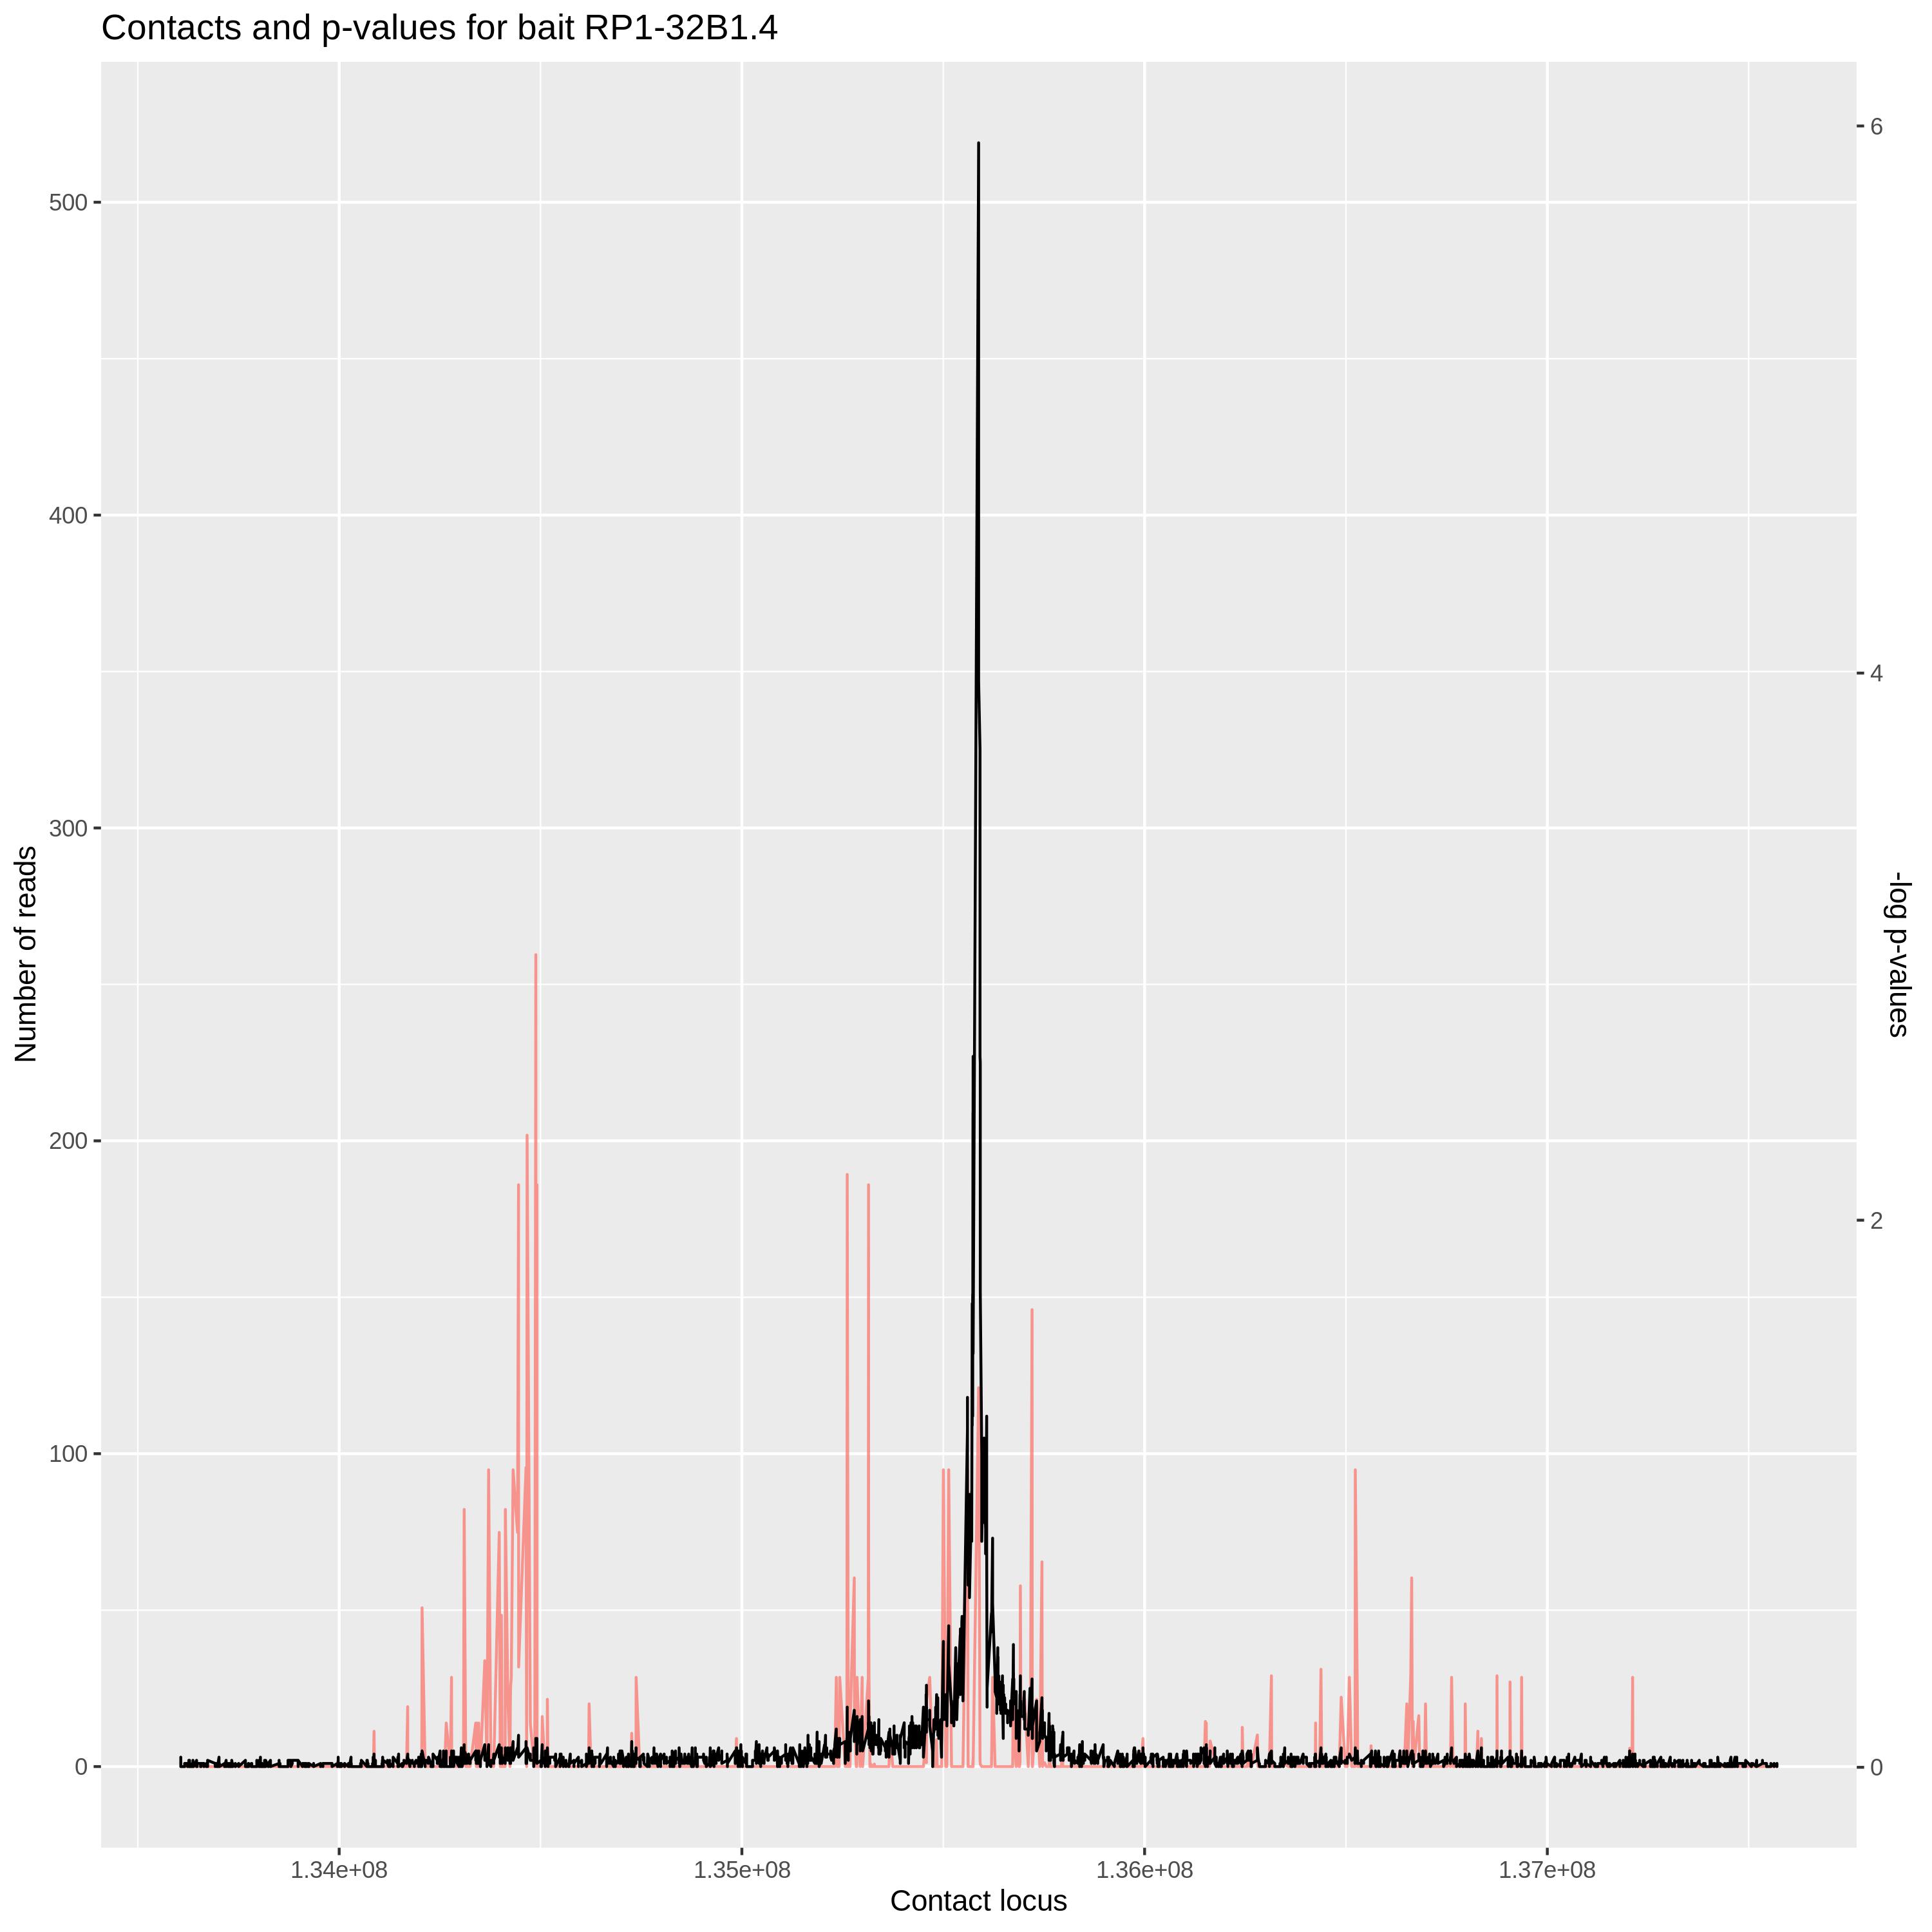 Contacts and p-values for bait RP1-32B1.4
Number of reads
500
400
300
200
100
0
6
4
2
0
-log p-values
1.34e+08 1.35e+08 1.36e+08 1.37e+08
Contact locus